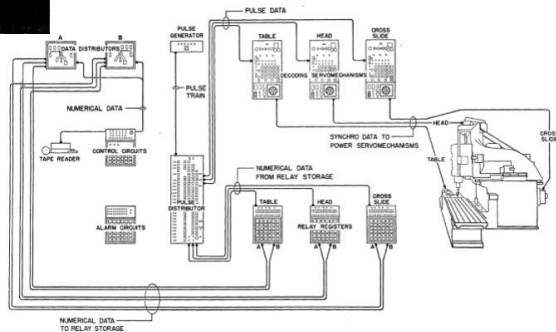 PULSE DATA
A
B
DATA DISTRIBUTORS
PULSE
GENERATOR
TABLE
HEAD
CROSS
SLIDE
DECODING SERVOMECHANISMS
PULSE
TRAIN
NUMERICAL DATA
TAPE READER
CONTROL CIRCUITS
SYNCHRO DATA TO
POWER SERVOMECHANISMS
HEAD
TABLE
CROSS
SLIDE
NUMERICAL DATA
FROM RELAY STORAGE
PULSE
DISTRIBUTOR
ALARM CIRCUITS
TABLE
HEAD
CROSS
SLIDE
RELAY REGISTERS
A B
A B
A B
NUMERICAL DATA
TO RELAY STORAGE